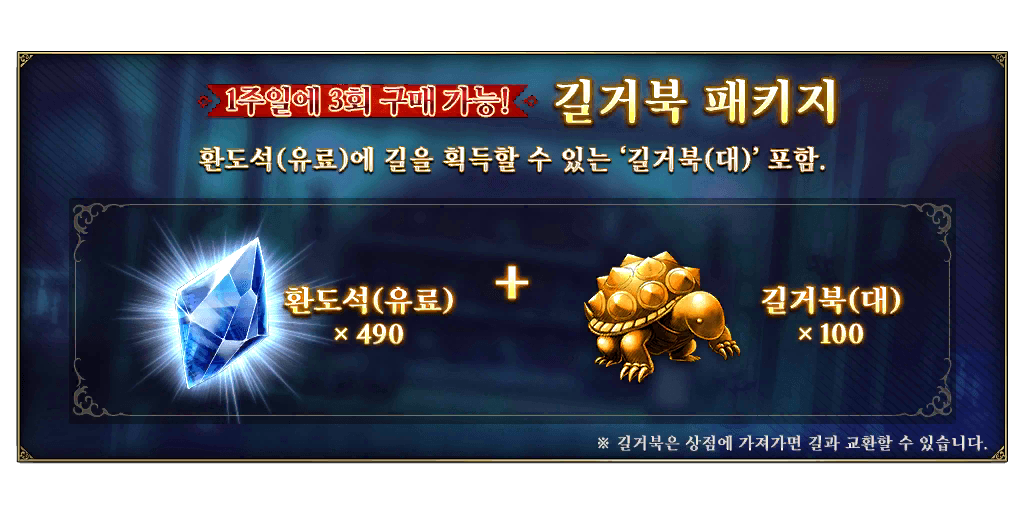 1주일에 3회 구매 가능! 길거북 패키지
환도석(유료)에 길을 획득할 수 있는 ‘길거북(대)’ 포함.
환도석(유료)
× 490
+
길거북(대)
× 100
※ 길거북은 상점에 가져가면 길과 교환할 수 있습니다.